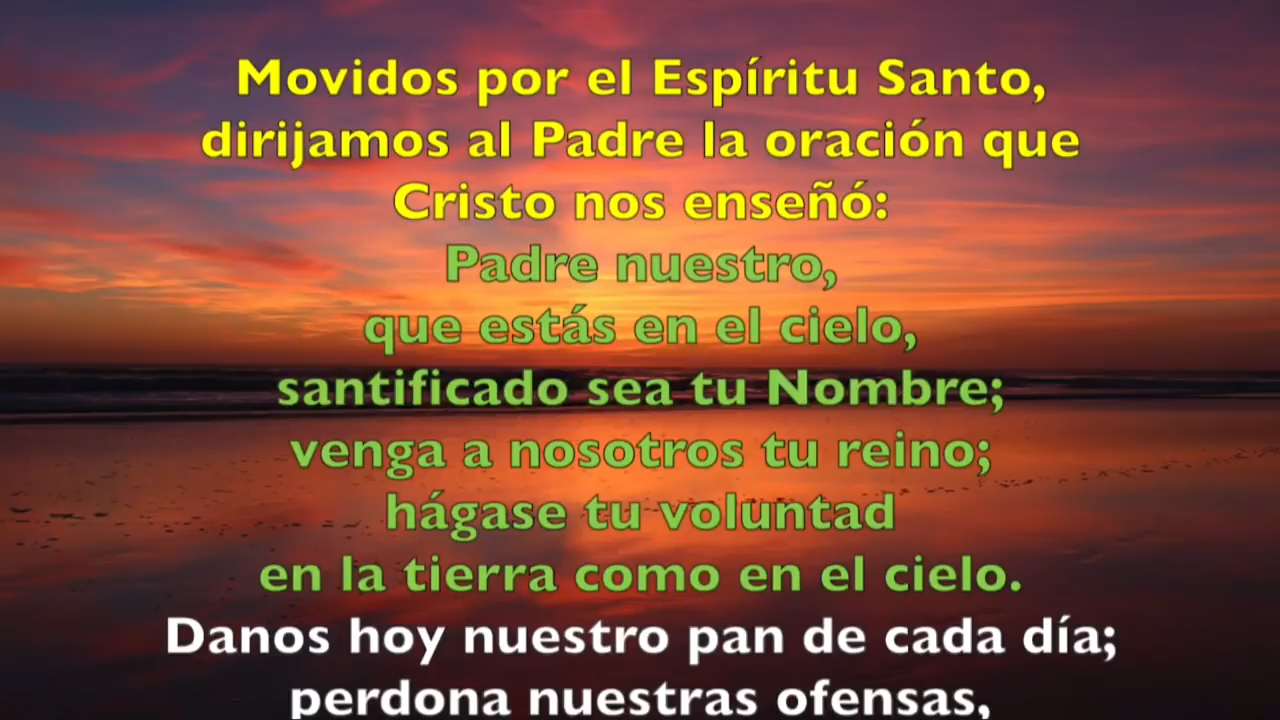 Movidos por el Espíritu Santo,
dirijamos al Padre la oración que
Cristo nos enseñó:
Padre nuestro,
que estás en el cielo,
santificado sea tu Nombre;
venga a nosotros tu reino;
hágase tu voluntad
en la tierra como en el cielo.
Danos hoy nuestro pan de cada día;
perdona nuestras ofensas,